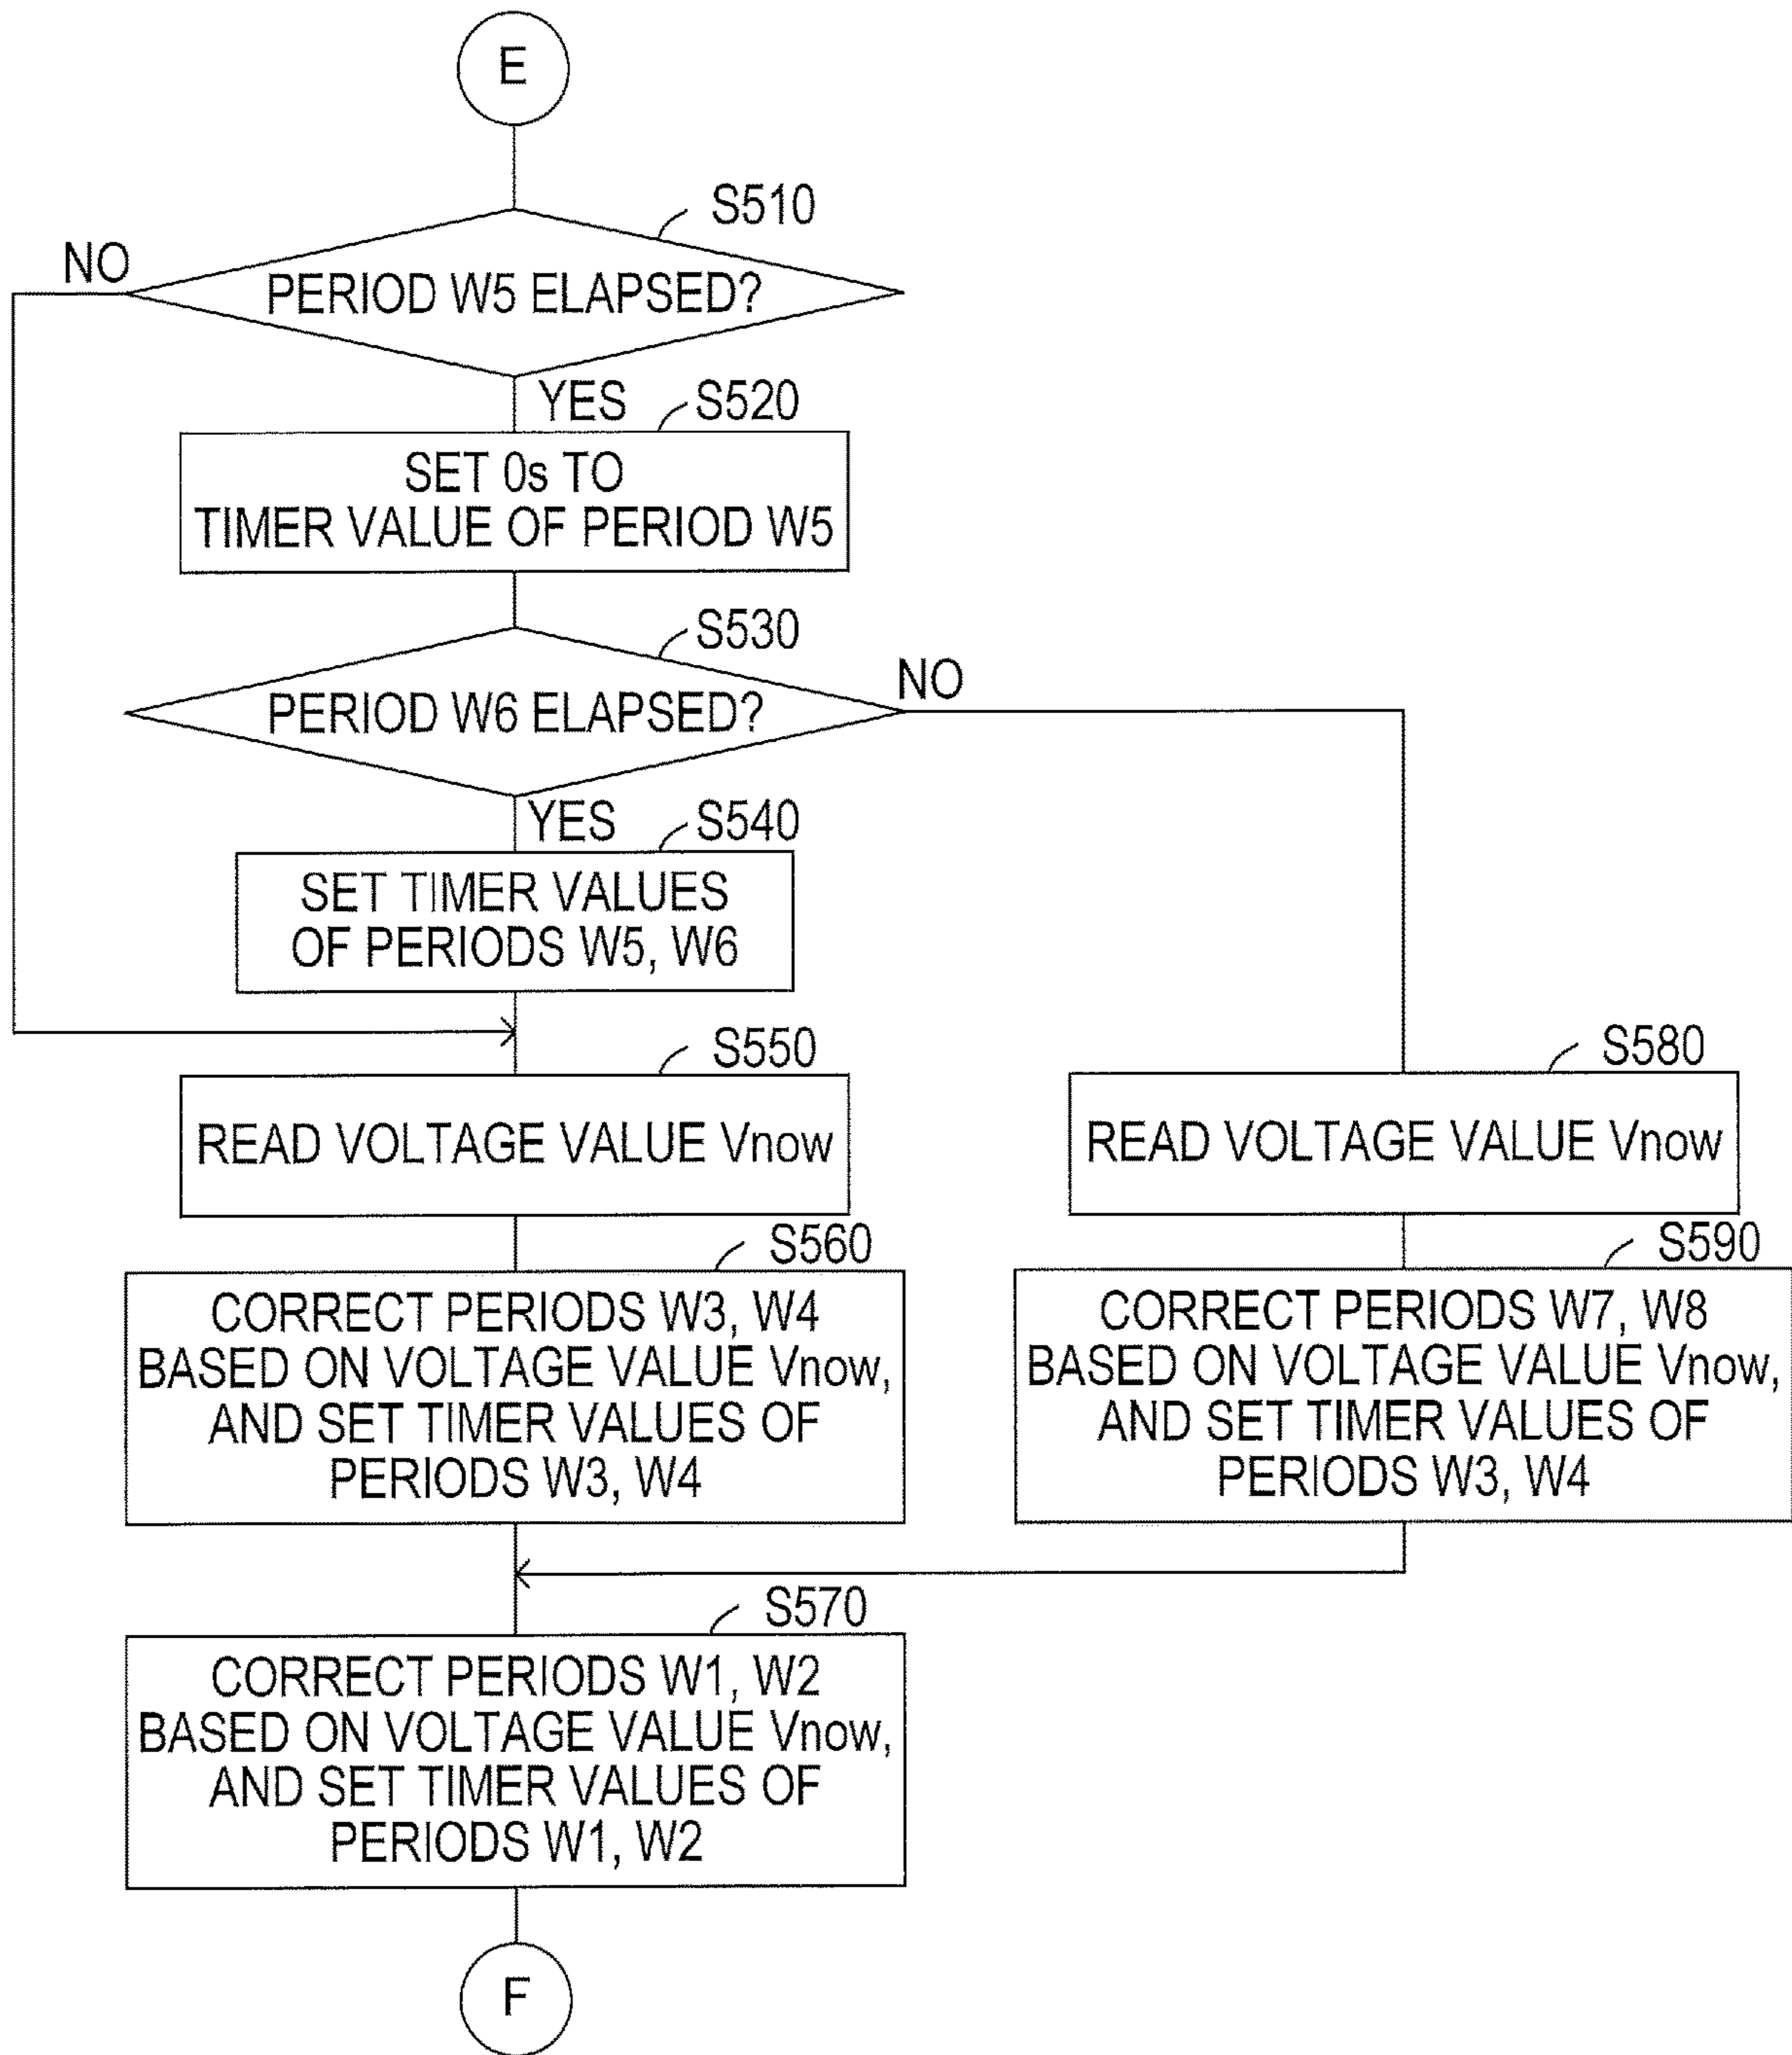 E
S510
NO
PERIOD W5 ELAPSED?
YES
S520
SET 0s TO
TIMER VALUE OF PERIOD W5
S530
NO
PERIOD W6 ELAPSED?
YES
S540
SET TIMER VALUES
OF PERIODS W5, W6
S550
READ VOLTAGE VALUE Vnow
S580
READ VOLTAGE VALUE Vnow
S560
CORRECT PERIODS W3, W4
BASED ON VOLTAGE VALUE Vnow,
AND SET TIMER VALUES OF
PERIODS W3, W4
S590
CORRECT PERIODS W7, W8
BASED ON VOLTAGE VALUE Vnow,
AND SET TIMER VALUES OF
PERIODS W3, W4
S570
CORRECT PERIODS W1, W2
BASED ON VOLTAGE VALUE Vnow,
AND SET TIMER VALUES OF
PERIODS W1, W2
F